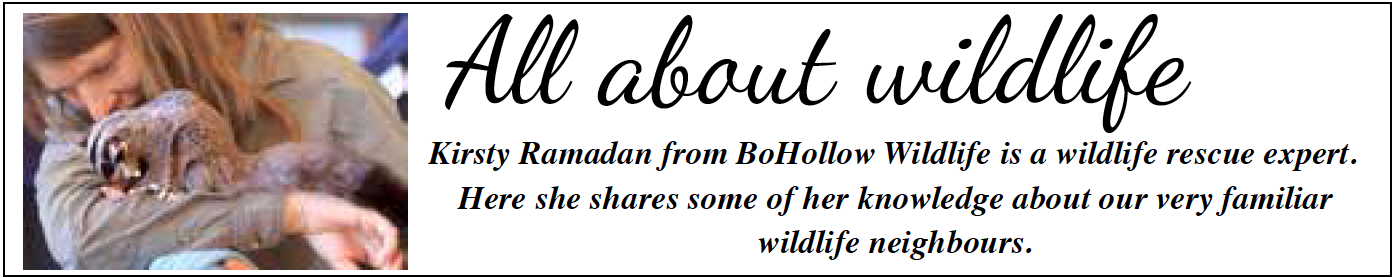 All about wildlife
Kirsty Ramadan from BoHollow Wildlife is a wildlife rescue expert.
Here she shares some of her knowledge about our very familiar
wildlife neighbours.